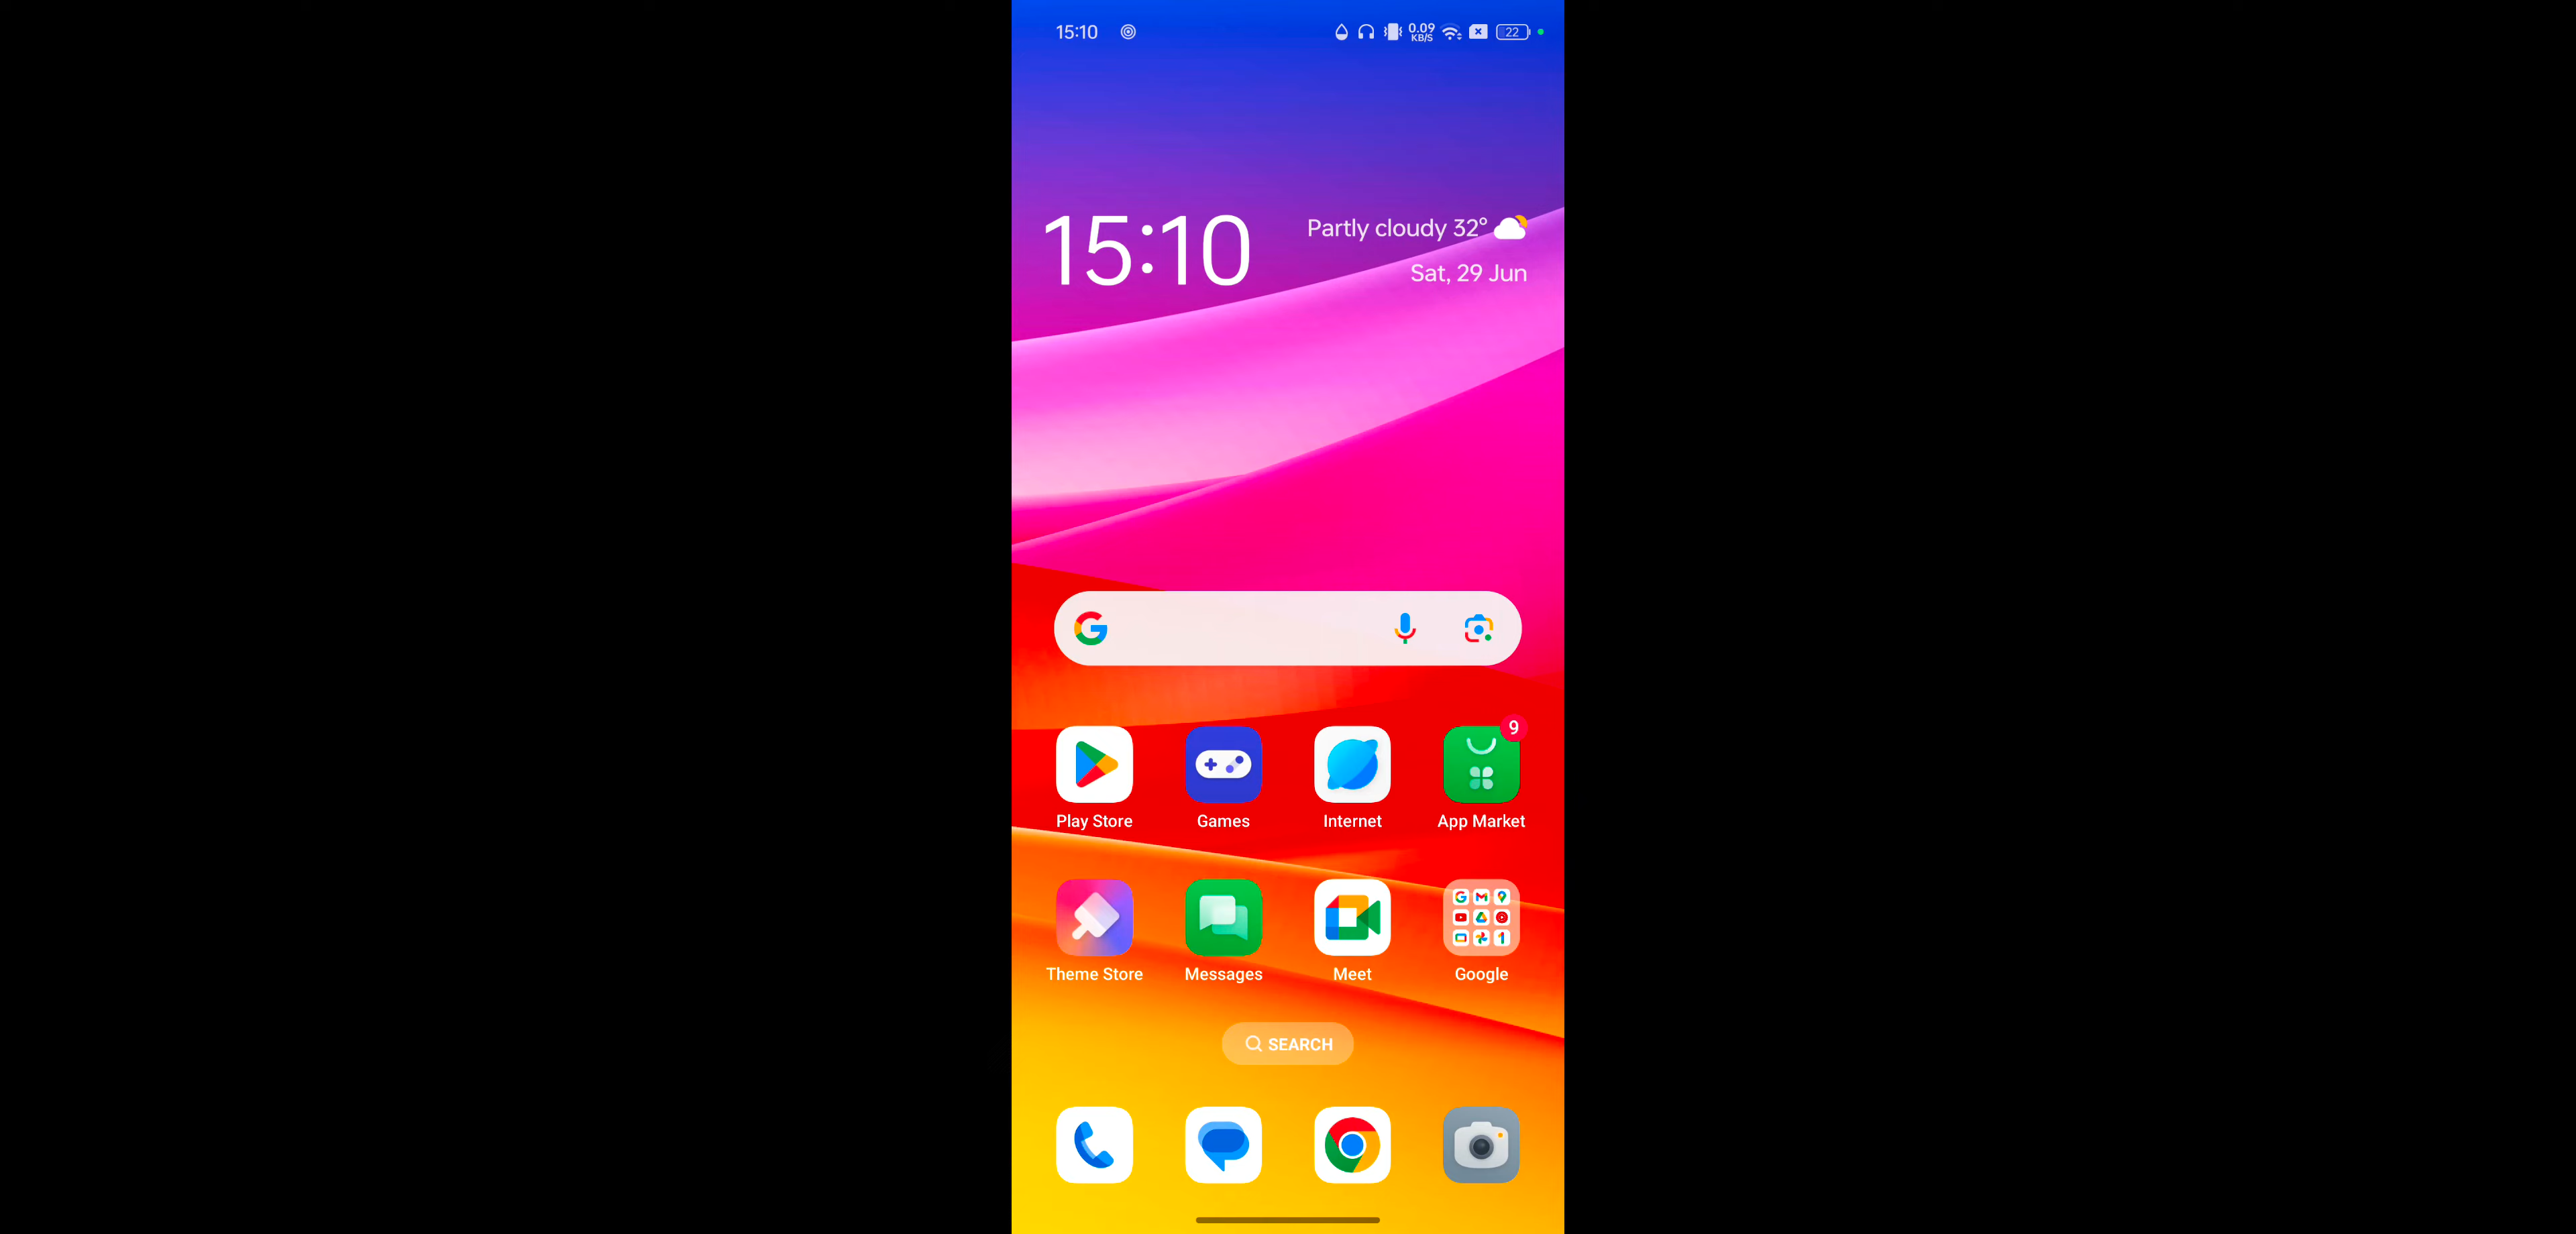 15:10
0.09
KB/S
22
15:10
Partly cloudy 32°
Sat, 29 Jun
9
Play Store
Games
Internet
App Market
Theme Store
Messages
Meet
Google
SEARCH